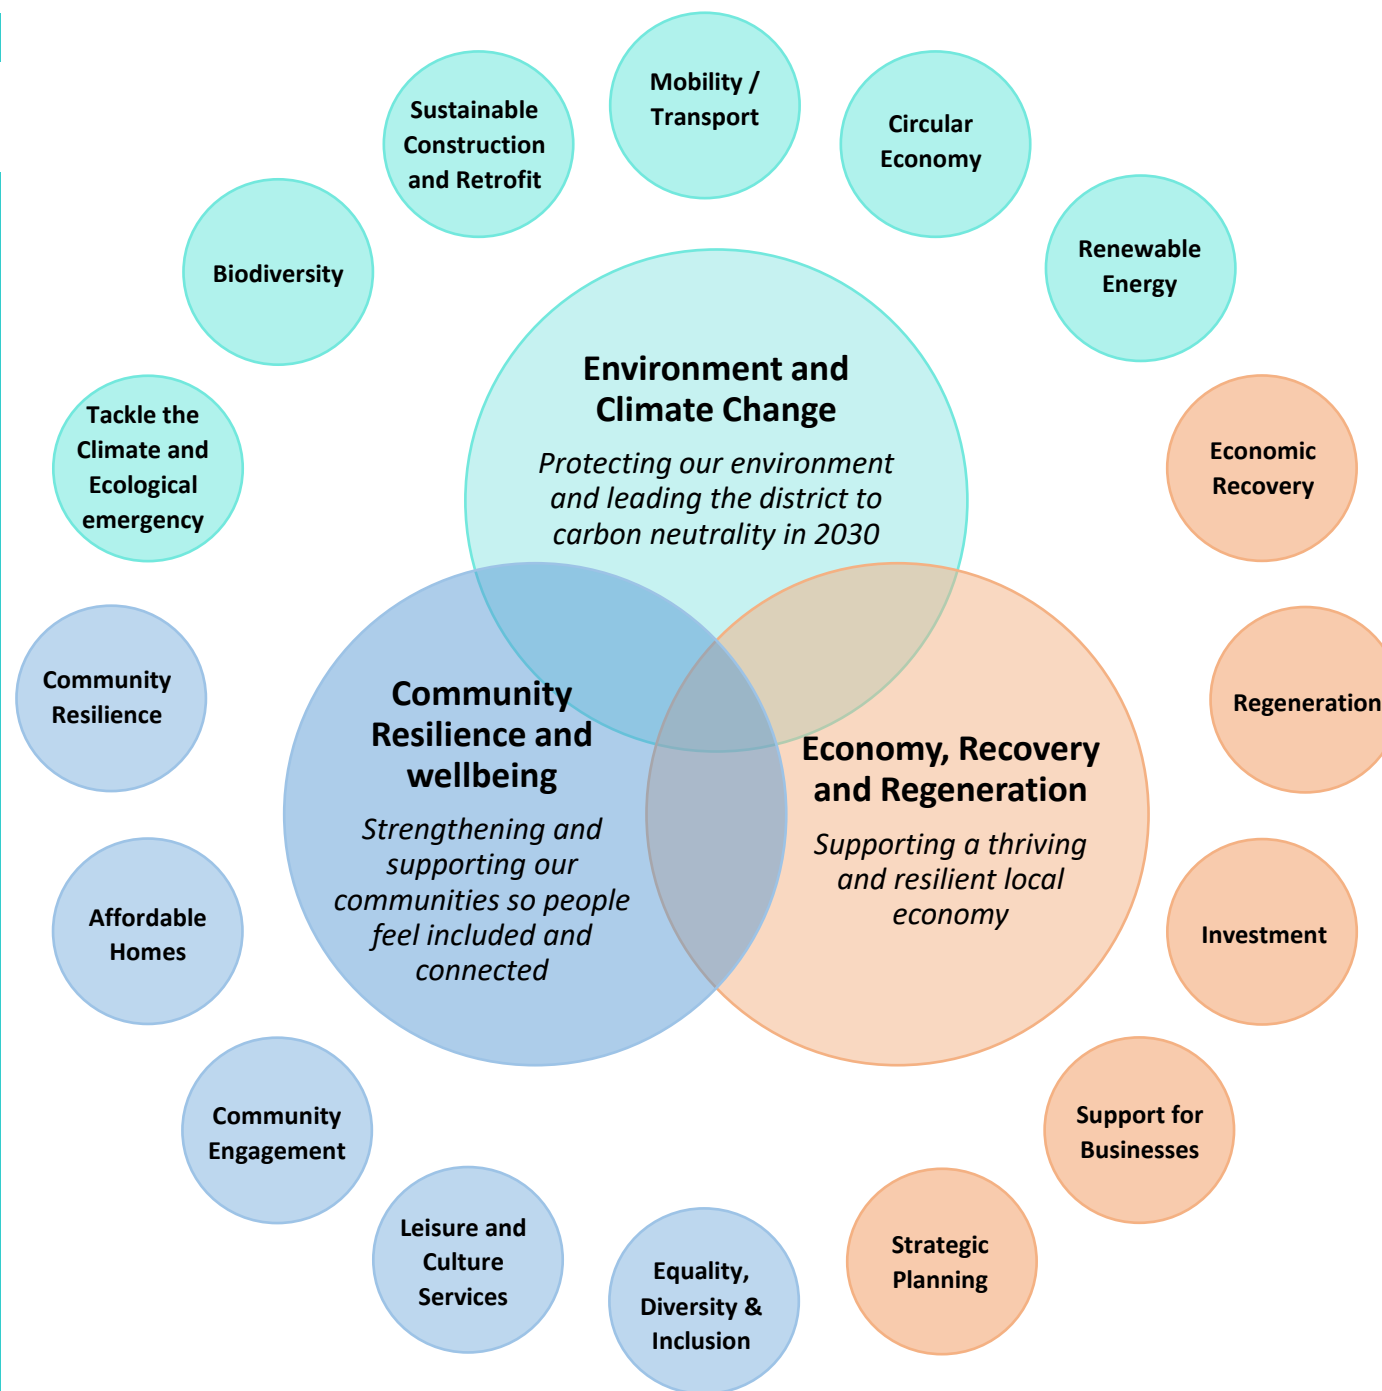 Mobility /
Transport
Sustainable
Construction
and Retrofit
Circular
Economy
Biodiversity
Renewable
Energy
Environment and
Climate Change
Protecting our environment
and leading the district to
carbon neutrality in 2030
Tackle the
Climate and
Ecological
emergency
Economic
Recovery
Community
Resilience
Community
Resilience and
wellbeing
Strengthening and
supporting our
communities so people
feel included and
connected
Economy, Recovery
and Regeneration
Supporting a thriving
and resilient local
economy
Regeneration
Affordable
Homes
Investment
Community
Engagement
Support for
Businesses
Leisure and
Culture
Services
Equality,
Diversity &
Inclusion
Strategic
Planning